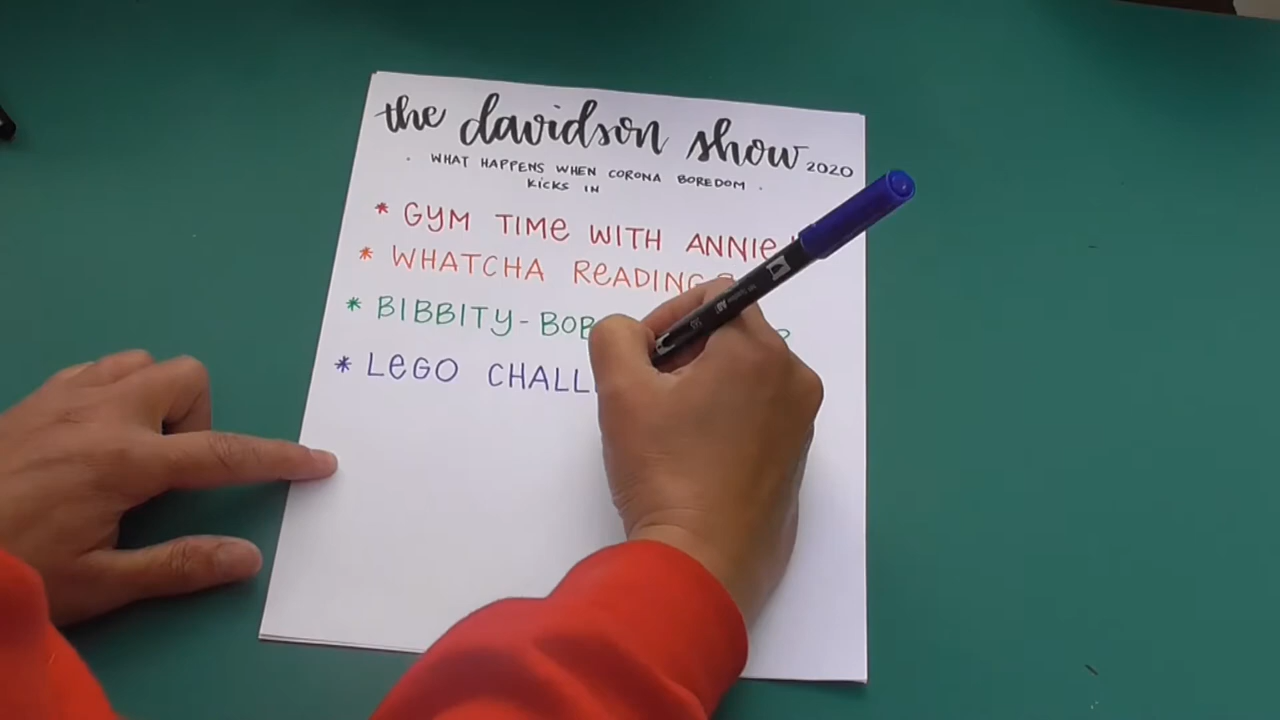 the davidson show 2020
. WHAT HAPPENS WHEN CORONA BOREDOM .
KICKS IN
* GYM TIME WITH ANNIE
* WHATCHA READING?
* BIBBITY-BOB
* LEGO CHALL